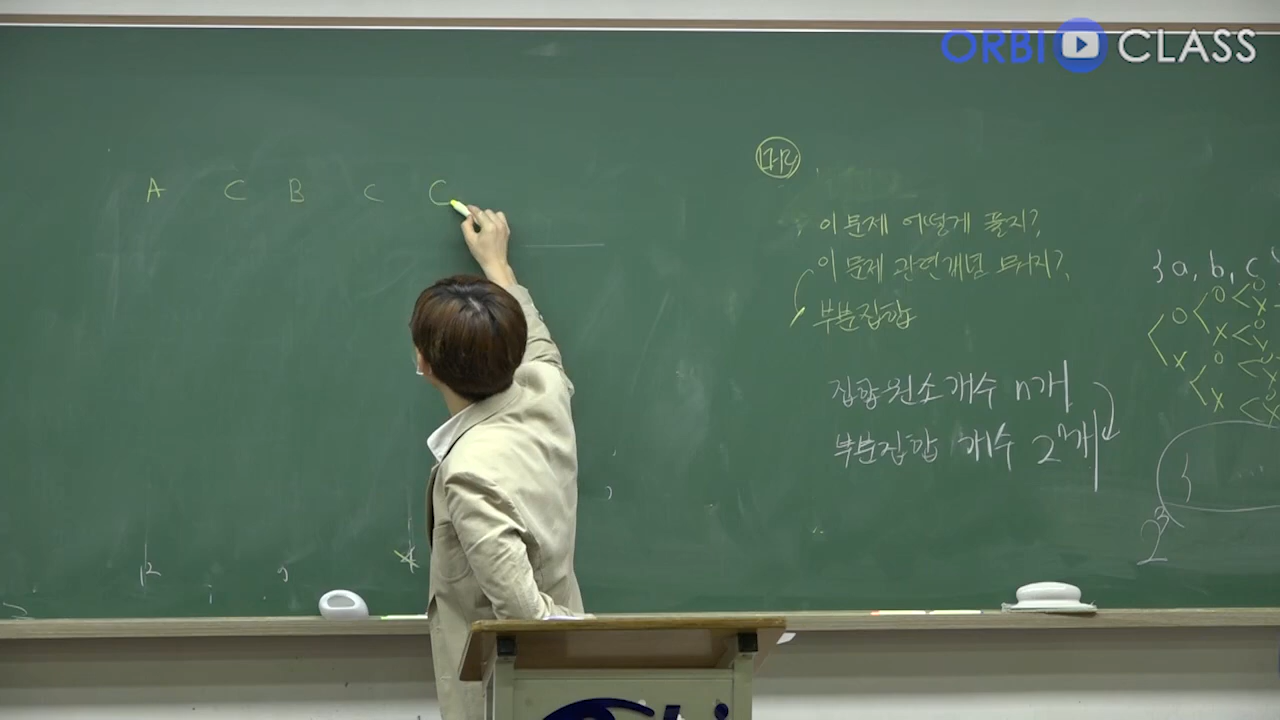 ORBI CLASS
A C B C C
이 문제 어떻게 풀지?
이 문제 관련개념 뭐지?
부분집합
집합 원소 개수 n개
부분집합 개수 2ⁿ개
{a, b, c
O
O < X
< O
X < X
<
O <
X <
X < X
3
2³